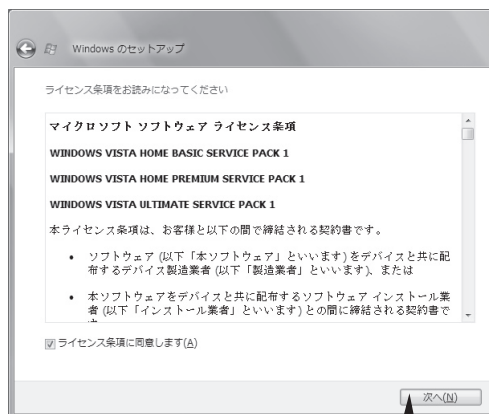 Windows のセットアップ
ライセンス条項をお読みになってください
マイクロソフト ソフトウェア ライセンス条項
WINDOWS VISTA HOME BASIC SERVICE PACK 1
WINDOWS VISTA HOME PREMIUM SERVICE PACK 1
WINDOWS VISTA ULTIMATE SERVICE PACK 1
本ライセンス条項は、お客様と以下の間で締結される契約書です。
• ソフトウェア (以下「本ソフトウェア」といいます) をデバイスと共に配
布するデバイス製造業者 (以下「製造業者」といいます)、または
• 本ソフトウェアをデバイスと共に配布するソフトウェア インストール業
者 (以下「インストール業者」といいます) との間に締結される契約書で
ライセンス条項に同意します(A)
次へ(N)